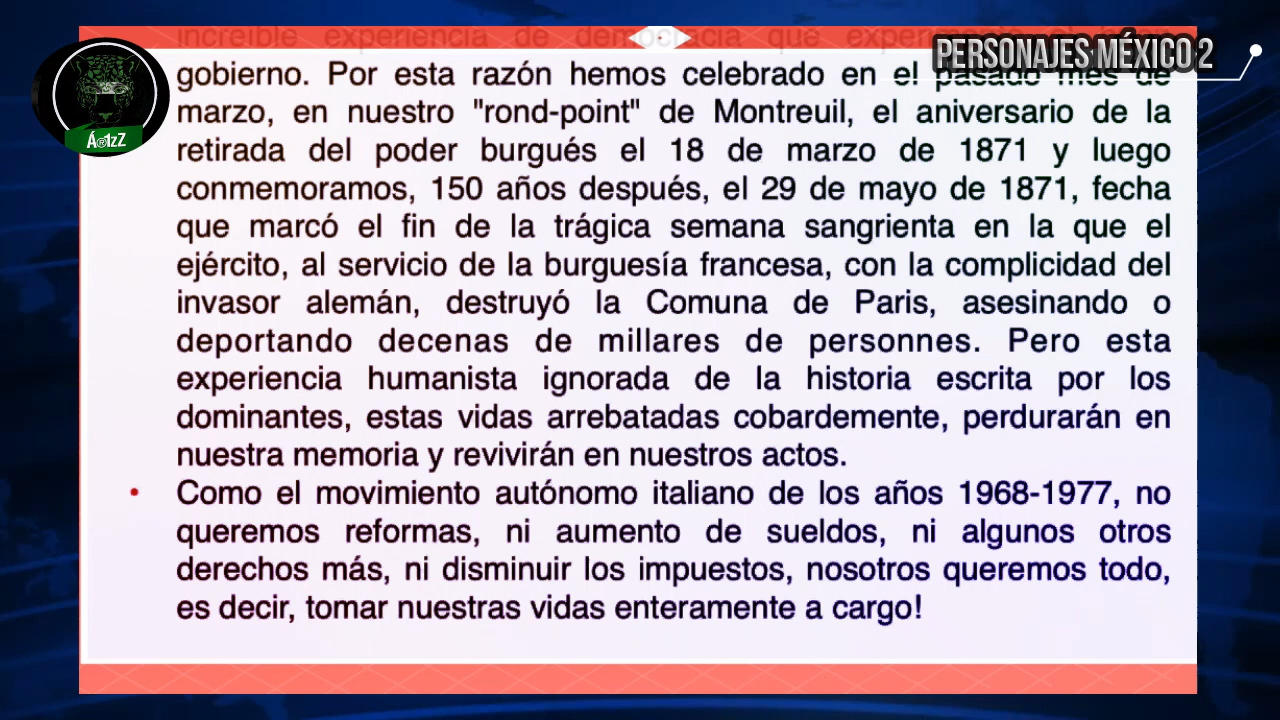 increíble experiencia de democracia que
PERSONAJES MÉXICO 2
gobierno. Por esta razón hemos celebrado en el pasado mes de
marzo, en nuestro "rond-point" de Montreuil, el aniversario de la
retirada del poder burgués el 18 de marzo de 1871 y luego
conmemoramos, 150 años después, el 29 de mayo de 1871, fecha
que marcó el fin de la trágica semana sangrienta en la que el
ejército, al servicio de la burguesía francesa, con la complicidad del
invasor alemán, destruyó la Comuna de Paris, asesinando o
deportando decenas de millares de personnes. Pero esta
experiencia humanista ignorada de la historia escrita por los
dominantes, estas vidas arrebatadas cobardemente, perdurarán en
nuestra memoria y revivirán en nuestros actos.
• Como el movimiento autónomo italiano de los años 1968-1977, no
queremos reformas, ni aumento de sueldos, ni algunos otros
derechos más, ni disminuir los impuestos, nosotros queremos todo,
es decir, tomar nuestras vidas enteramente a cargo!
Á®1zZ